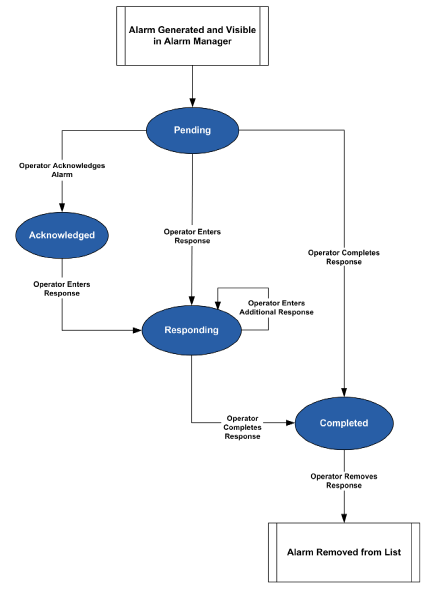 Alarm Generated and Visible
in Alarm Manager
Pending
Operator Acknowledges
Alarm
Acknowledged
Operator Enters
Response
Operator Enters
Response
Operator Completes
Response
Operator Enters
Additional Response
Responding
Operator
Completes
Response
Completed
Operator Removes
Response
Alarm Removed from List